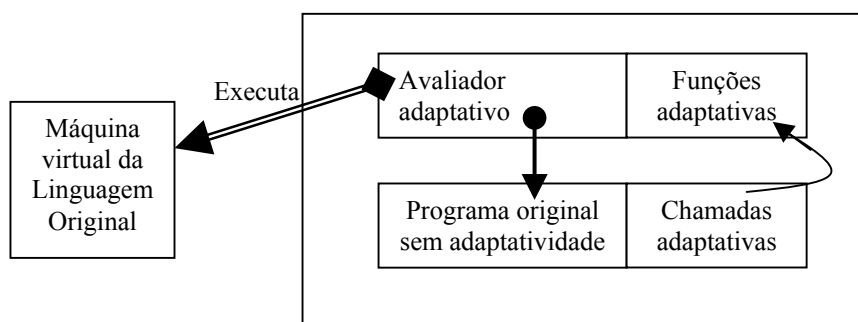 Executa
Máquina
virtual da
Linguagem
Original
Avaliador
adaptativo
Funções
adaptativas
Programa original
sem adaptatividade
Chamadas
adaptativas